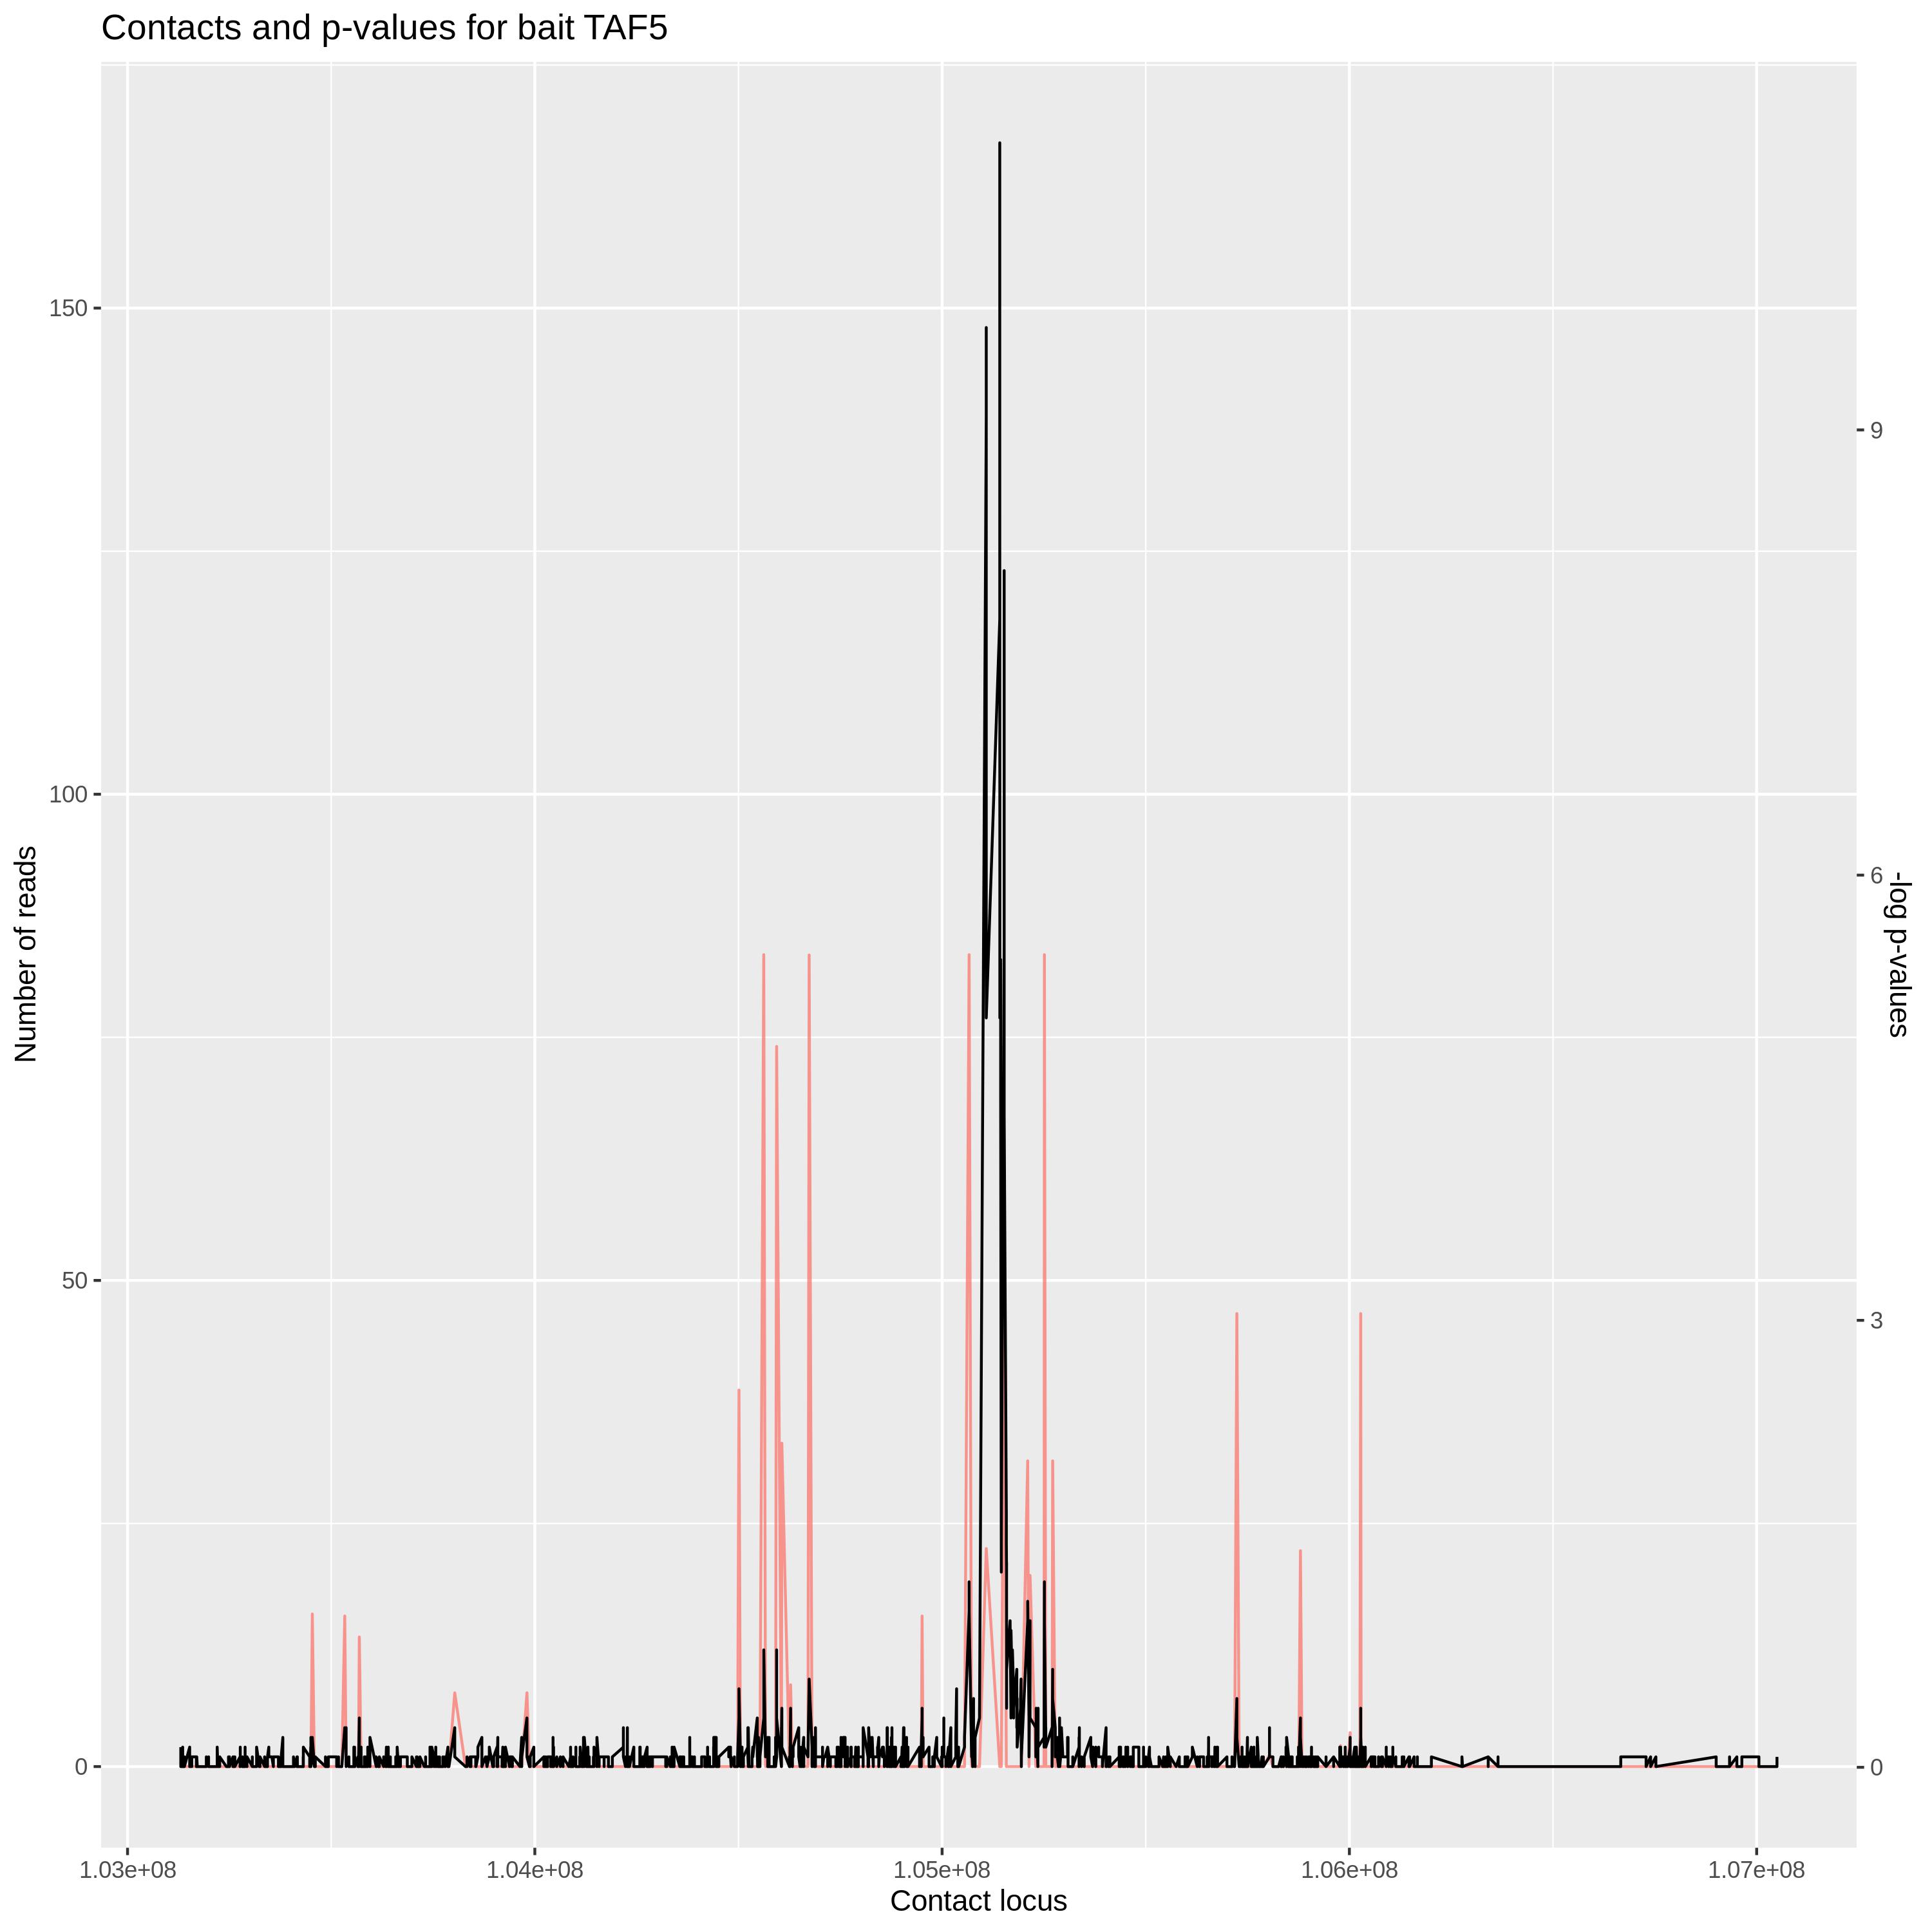 Contacts and p-values for bait TAF5
150
100
50
0
Number of reads
9
6
3
0
-log p-values
1.03e+08 1.04e+08 1.05e+08 1.06e+08 1.07e+08
Contact locus